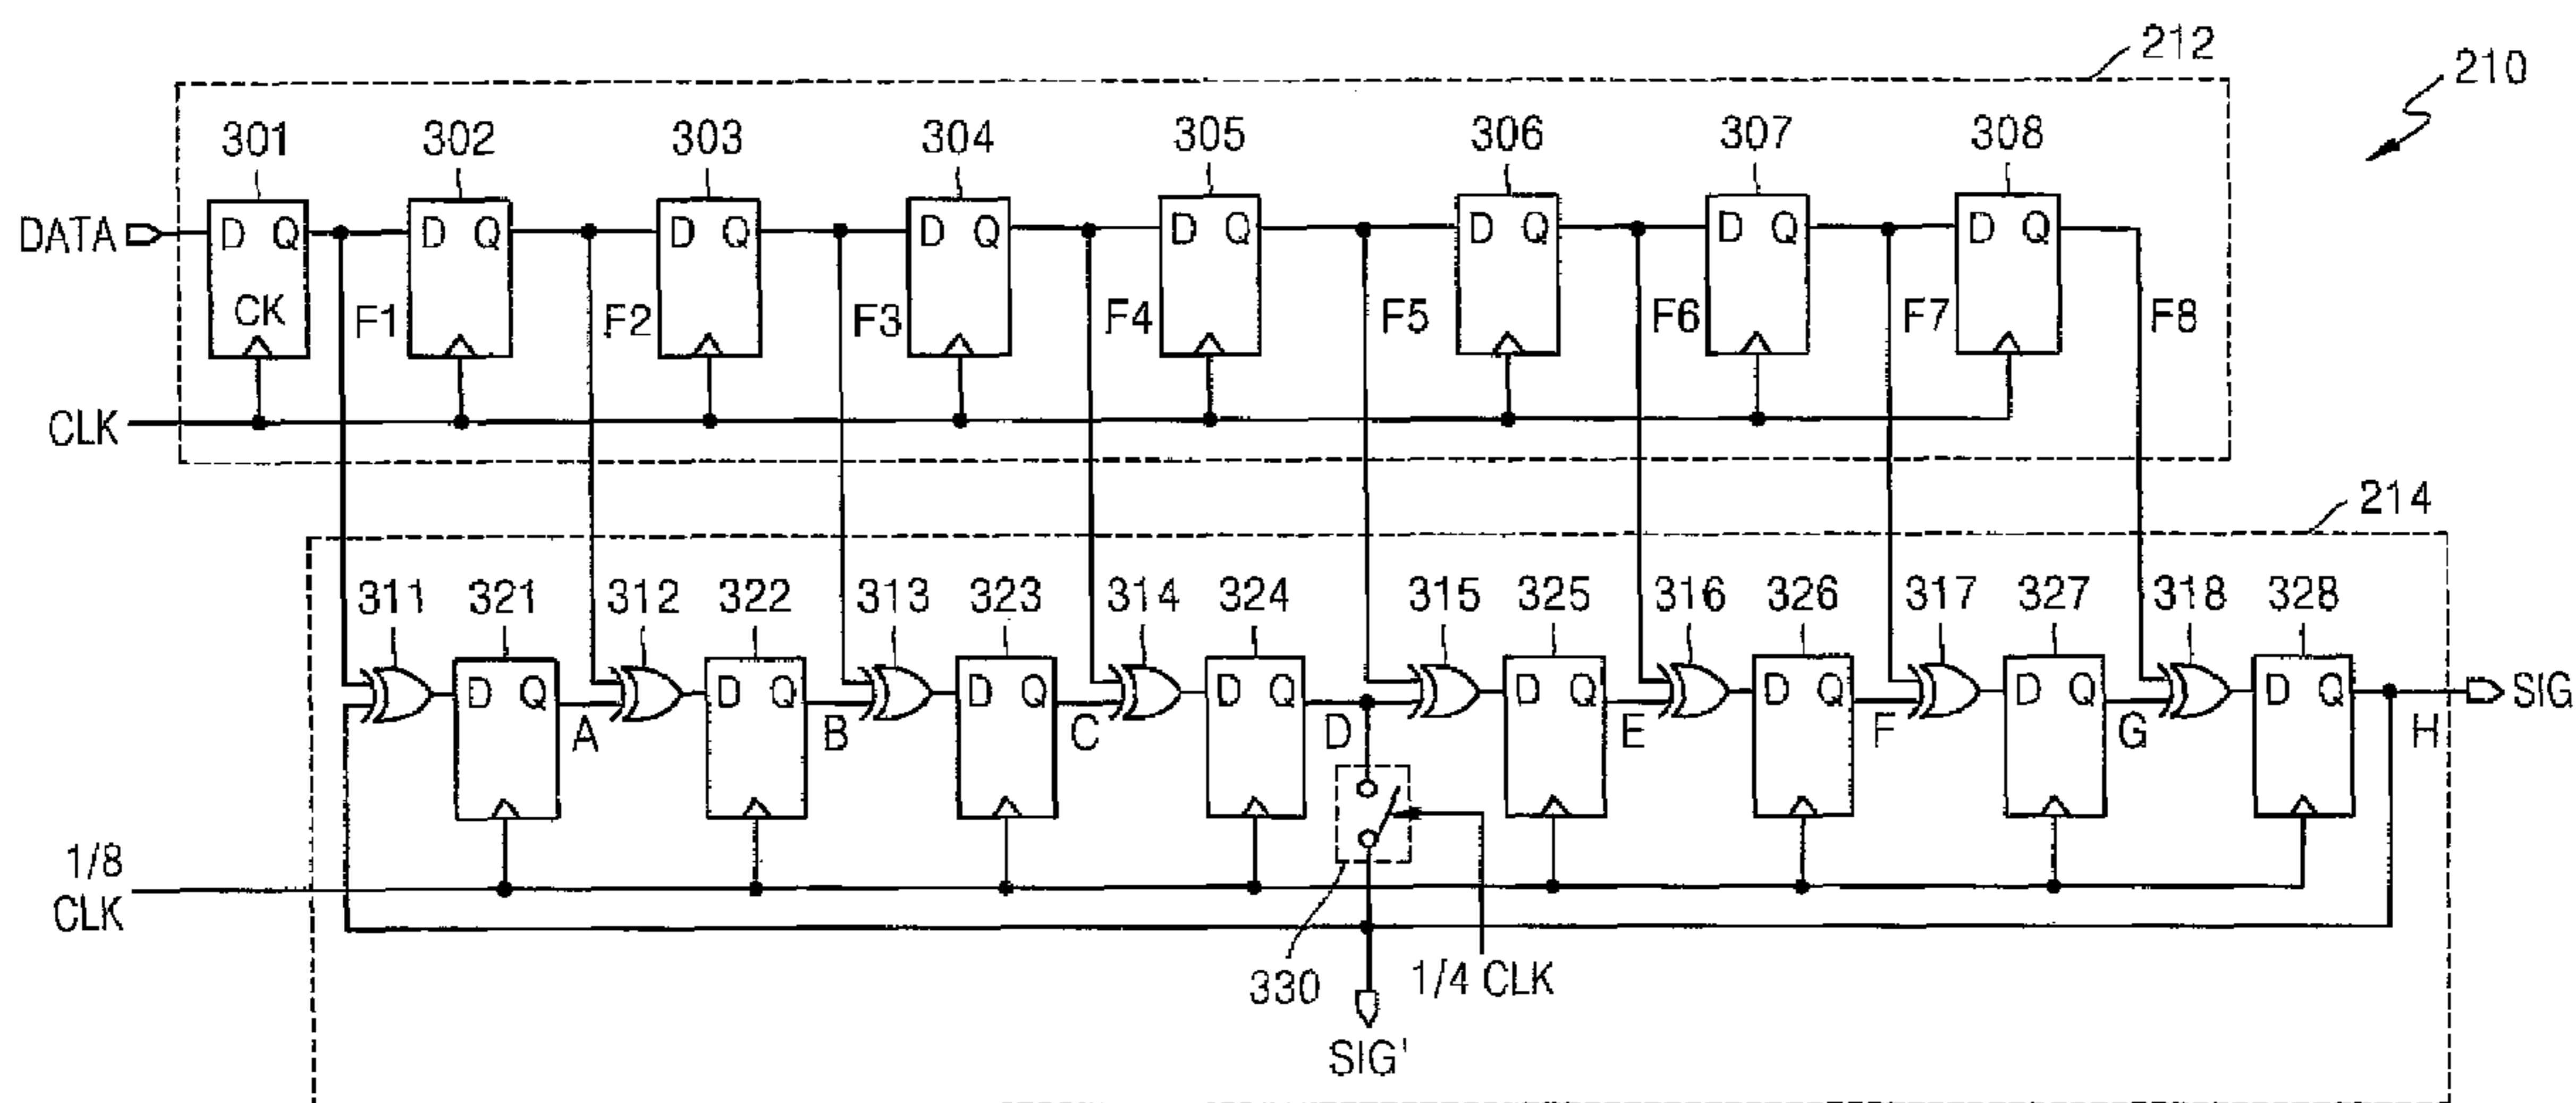 212
210
301 302 303 304 305 306 307 308
DATA D Q D Q D Q D Q D Q D Q D Q D Q
CK F1 F2 F3 F4 F5 F6 F7 F8
CLK
214
311 321 312 322 313 323 314 324 315 325 316 326 317 327 318 328
D Q D Q D Q D Q D Q D Q D Q D Q SIG
A B C D E F G H
1/8
CLK
330 1/4 CLK
SIG'